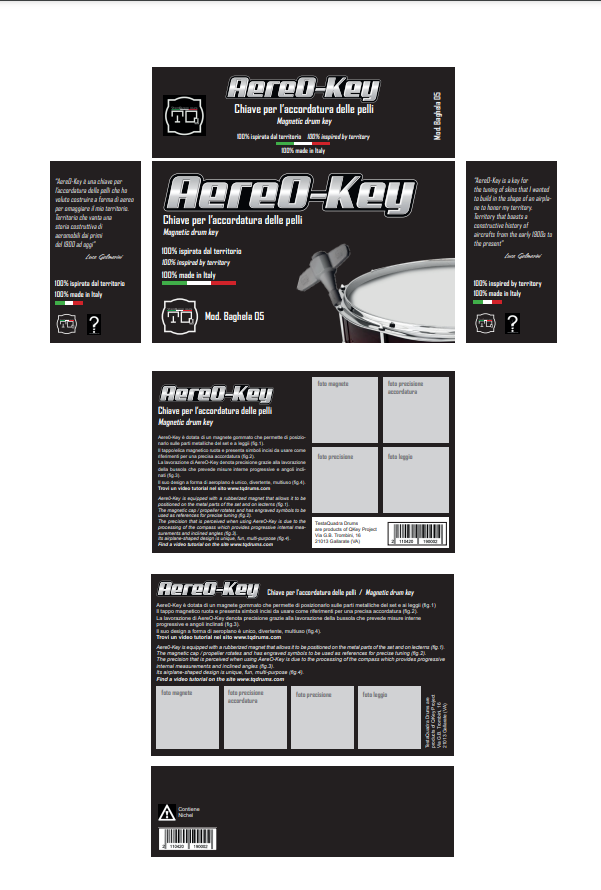 AereO-Key
Chiave per l'accordatura delle pelli
Magnetic drum key
100% ispirata dal territorio 100% inspired by territory
100% made in Italy
Mod. Baghela 05
"AereO-Key è una chiave per
l'accordatura delle pelli che ho
voluto costruire a forma di aereo
per omaggiare il mio territorio.
Territorio che vanta una
storia costruttiva di
aeromobili dai primi
del 1900 ad oggi"
100% ispirata dal territorio
100% made in Italy
?
AereO-Key
Chiave per l'accordatura delle pelli
Magnetic drum key
100% ispirata dal territorio
100% inspired by territory
100% made in Italy
Mod. Baghela 05
"AereO-Key is a key for
the tuning of skins that I wanted
to build in the shape of an airpla-
ne to honor my territory.
Territory that boasts a
constructive history of
aircrafts from the early 1900s to
the present"
100% inspired by territory
100% made in Italy
?
AereO-Key
Chiave per l'accordatura delle pelli
Magnetic drum key
Aero0-Key è dotata di un magnete gommato che permette di posizio-
narlo sulle parti metalliche del set e ai leggii (fig.1).
Il tappo/elica magnetico ruota e presenta simboli incisi da usare come
riferimenti per una precisa accordatura (fig.2).
La lavorazione di AereO-Key denota precisione grazie alla lavorazione
della bussola che prevede misure interne progressive e angoli incli-
nati (fig.3).
Il suo design a forma di aeroplano è unico, divertente, multiuso (fig.4).
Trovi un video tutorial nel sito www.tqdrums.com
AereO-Key is equipped with a rubberized magnet that allows it to be
positioned on the metal parts of the set and on lecterns (fig.1).
The magnetic cap / propeller rotates and has engraved symbols to be
used as references for precise tuning (fig.2).
The precision that is perceived when using AereO-Key is due to the
processing of the compass which provides progressive internal mea-
surements and inclined angles (fig.3).
Its airplane-shaped design is unique, fun, multi-purpose (fig.4).
Find a video tutorial on the site www.tqdrums.com
foto magnete
foto precisione
accordatura
foto precisione
foto leggio
TestaQuadra Drums
are products of QKey Project
Via G.B. Trombini, 16
21013 Gallarate (VA)
2 110420 190002
AereO-Key
Chiave per l'accordatura delle pelli / Magnetic drum key
Aero0-Key è dotata di un magnete gommato che permette di posizionarlo sulle parti metalliche del set e ai leggii (fig.1)
Il tappo magnetico ruota e presenta simboli incisi da usare come riferimenti per una precisa accordatura (fig.2)
La lavorazione di AereO-Key denota precisione grazie alla lavorazione della bussola che prevede misure interne
progressive e angoli inclinati (fig.3).
Il suo design a forma di aeroplano è unico, divertente, multiuso (fig.4).
Trovi un video tutorial nel sito www.tqdrums.com
AereO-Key is equipped with a rubberized magnet that allows it to be positioned on the metal parts of the set and on lecterns (fig.1).
The magnetic cap / propeller rotates and has engraved symbols to be used as references for precise tuning (fig.2).
The precision that is perceived when using AereO-Key is due to the processing of the compass which provides progressive
internal measurements and inclined angles (fig.3)
Its airplane-shaped design is unique, fun, multi-purpose (fig.4).
Find a video tutorial on the site www.tqdrums.com
foto magnete
foto precisione
accordatura
foto precisione
foto leggio
TestaQuadra Drums are
products of QKey Project
Via G.B. Trombini, 16
21013 Gallarate (VA)
Contiene
Nichel
2 110420 190002